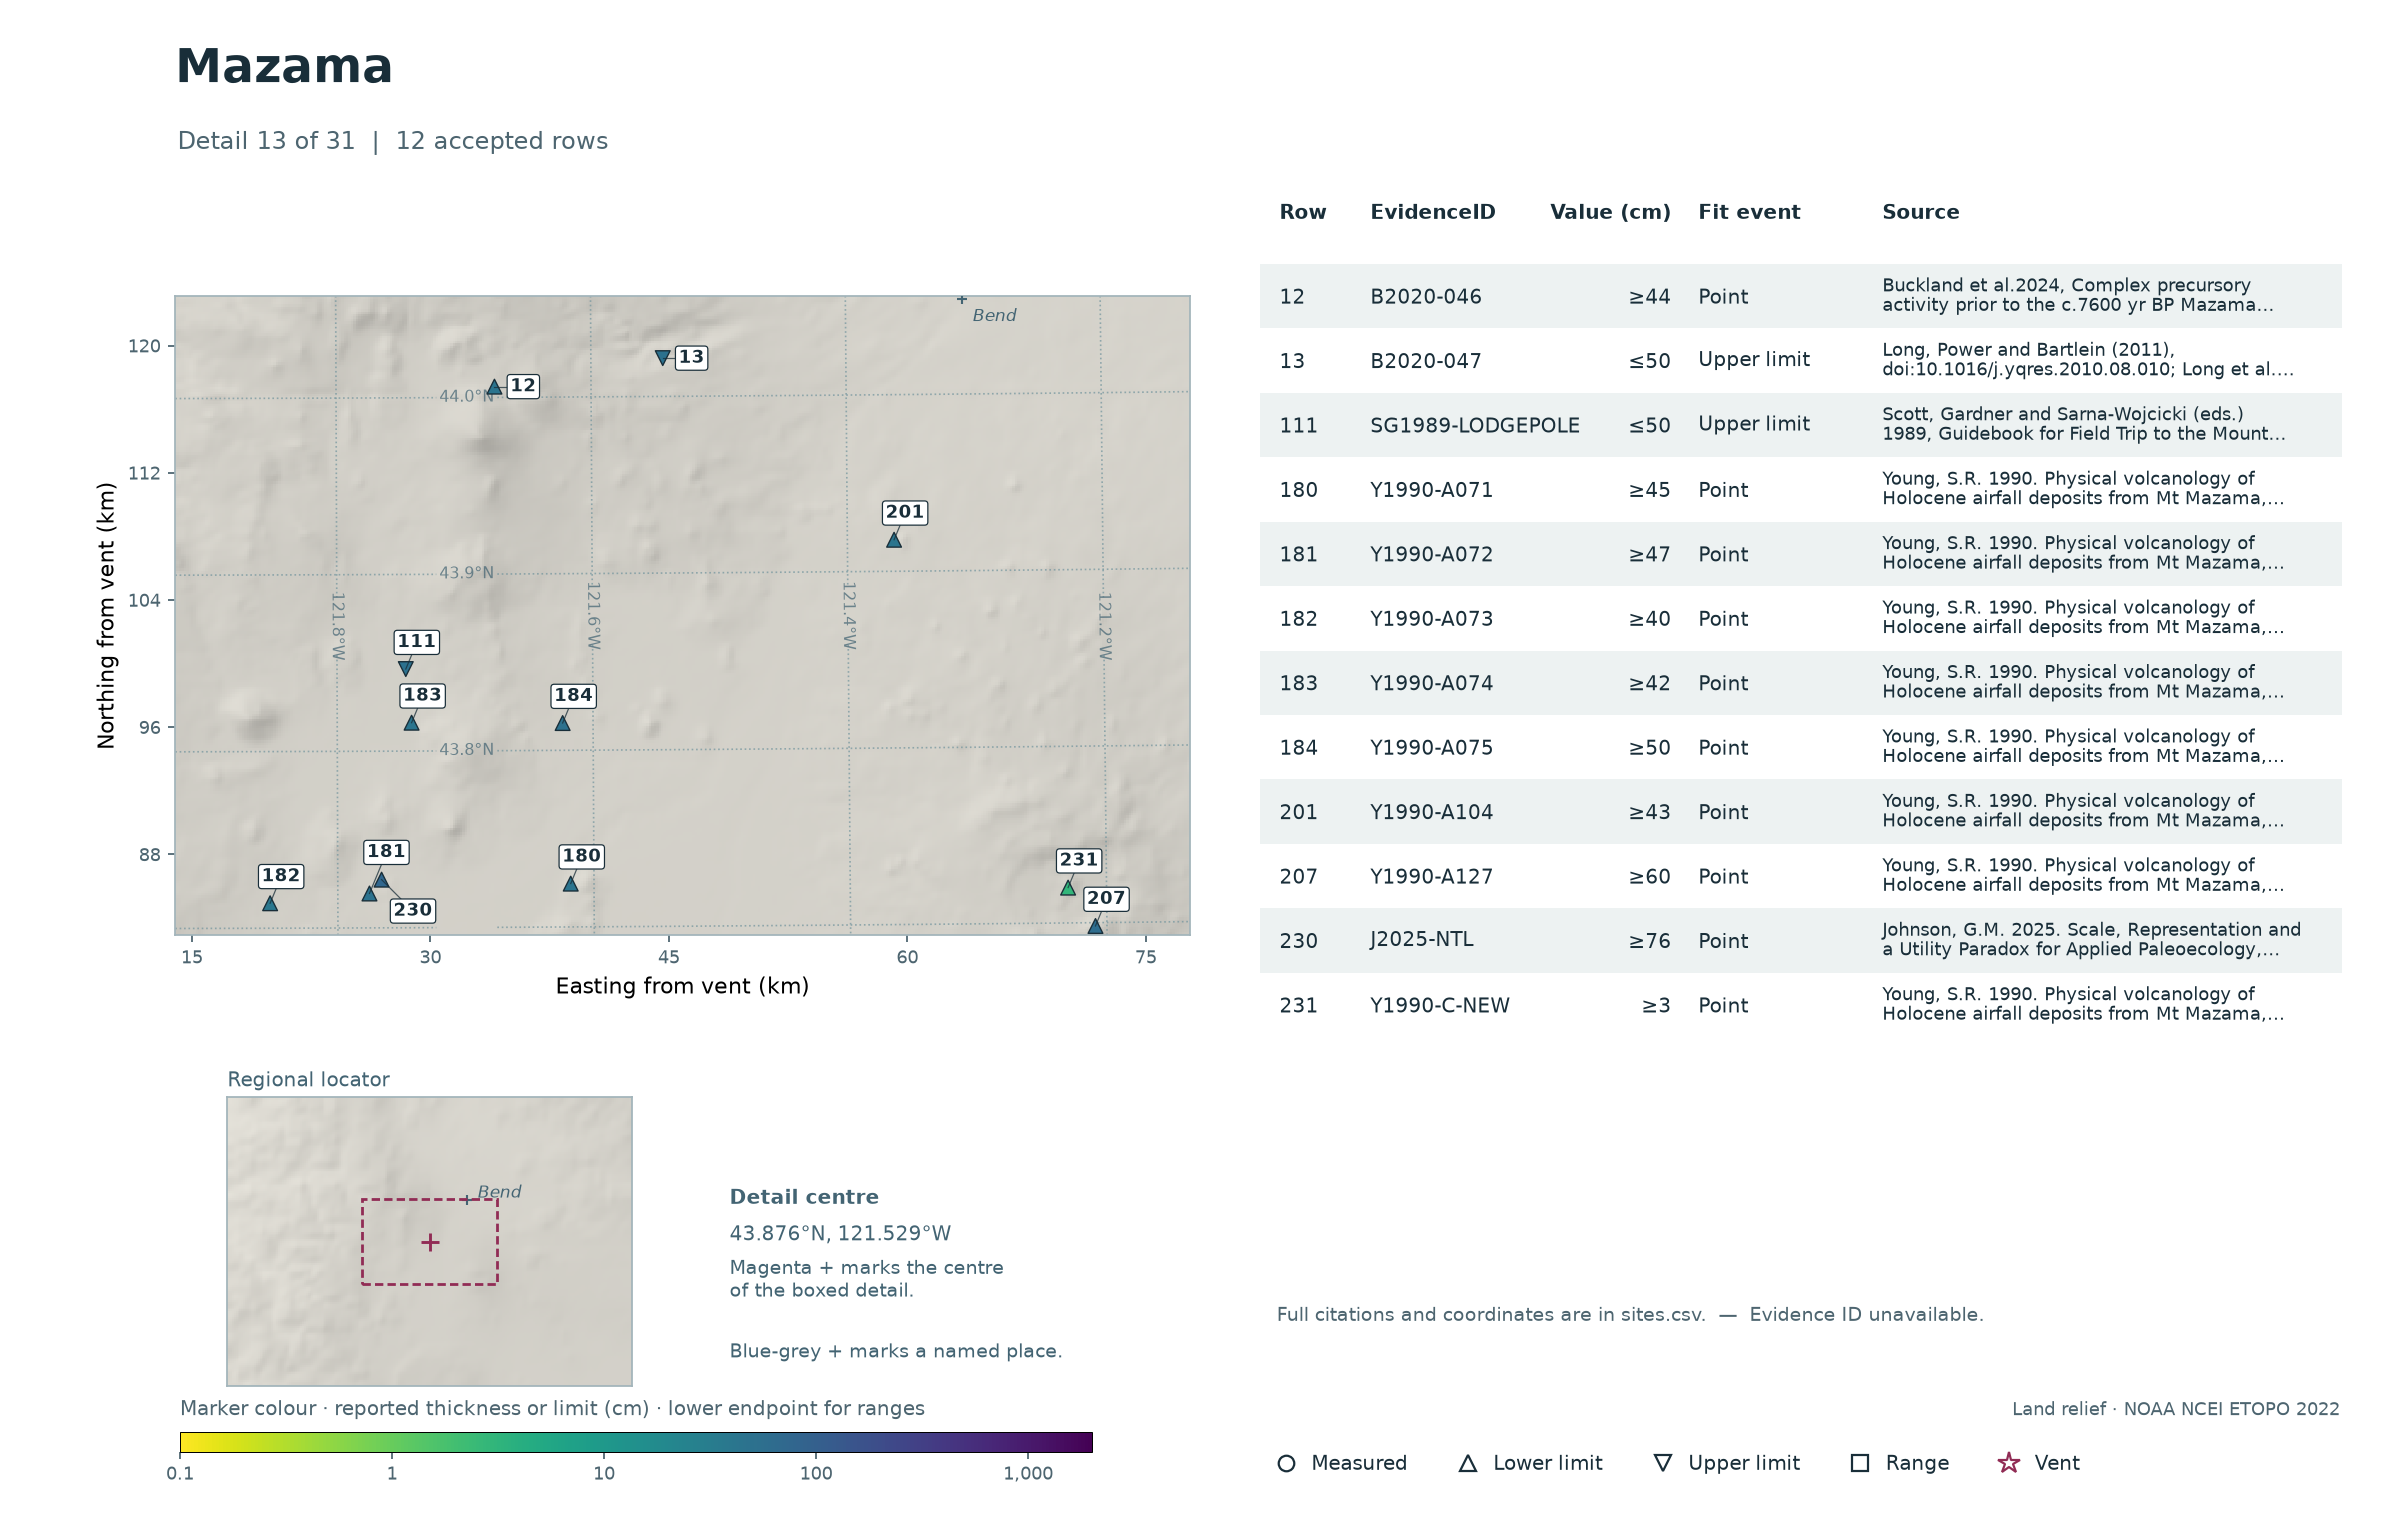 Mazama
Detail 13 of 31 | 12 accepted rows
Row EvidenceID Value (cm) Fit event Source
12 B2020-046 ≥44 Point Buckland et al.2024, Complex precursory
activity prior to the c.7600 yr BP Mazama...
13 B2020-047 ≤50 Upper limit Long, Power and Bartlein (2011),
doi:10.1016/j.yqres.2010.08.010; Long et al....
111 SG1989-LODGEPOLE ≤50 Upper limit Scott, Gardner and Sarna-Wojcicki (eds.)
1989, Guidebook for Field Trip to the Mount...
180 Y1990-A071 ≥45 Point Young, S.R. 1990. Physical volcanology of
Holocene airfall deposits from Mt Mazama,...
181 Y1990-A072 ≥47 Point Young, S.R. 1990. Physical volcanology of
Holocene airfall deposits from Mt Mazama,...
182 Y1990-A073 ≥40 Point Young, S.R. 1990. Physical volcanology of
Holocene airfall deposits from Mt Mazama,...
183 Y1990-A074 ≥42 Point Young, S.R. 1990. Physical volcanology of
Holocene airfall deposits from Mt Mazama,...
184 Y1990-A075 ≥50 Point Young, S.R. 1990. Physical volcanology of
Holocene airfall deposits from Mt Mazama,...
201 Y1990-A104 ≥43 Point Young, S.R. 1990. Physical volcanology of
Holocene airfall deposits from Mt Mazama,...
207 Y1990-A127 ≥60 Point Young, S.R. 1990. Physical volcanology of
Holocene airfall deposits from Mt Mazama,...
230 J2025-NTL ≥76 Point Johnson, G.M. 2025. Scale, Representation and
a Utility Paradox for Applied Paleoecology,...
231 Y1990-C-NEW ≥3 Point Young, S.R. 1990. Physical volcanology of
Holocene airfall deposits from Mt Mazama,...
Northing from vent (km)
120
112
104
96
88
Bend
13
12
44.0°N
201
43.9°N
121.8°W
121.6°W
121.4°W
121.2°W
111
183
184
43.8°N
181
180
231
182
207
230
15 30 45 60 75
Easting from vent (km)
Regional locator
Bend
Detail centre
43.876°N, 121.529°W
Magenta + marks the centre
of the boxed detail.
Blue-grey + marks a named place.
Full citations and coordinates are in sites.csv. — Evidence ID unavailable.
Marker colour · reported thickness or limit (cm) · lower endpoint for ranges
0.1 1 10 100 1,000
Land relief · NOAA NCEI ETOPO 2022
Measured Lower limit Upper limit Range Vent